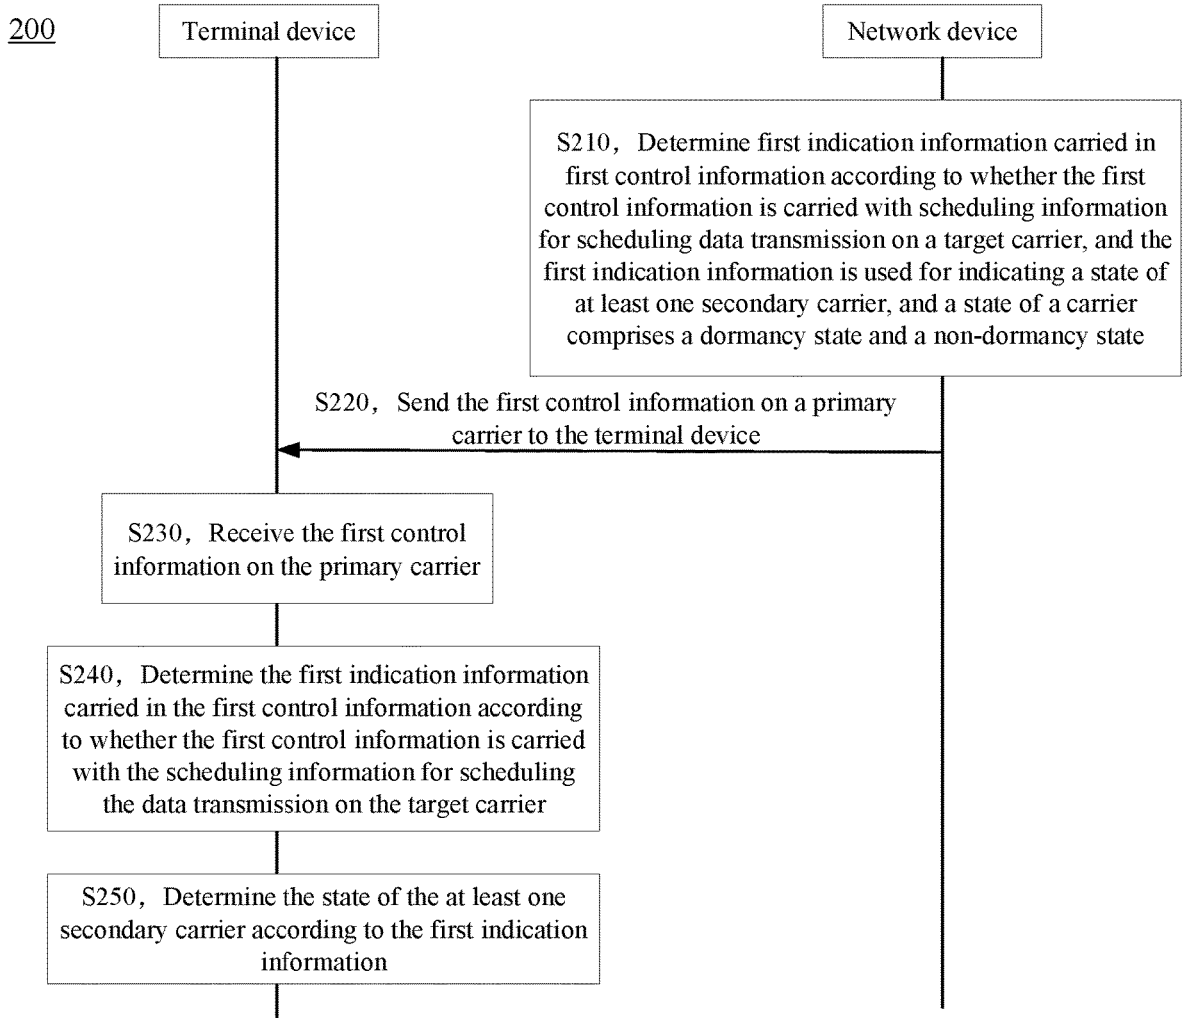 200
Terminal device
Network device
S210, Determine first indication information carried in
first control information according to whether the first
control information is carried with scheduling information
for scheduling data transmission on a target carrier, and the
first indication information is used for indicating a state of
at least one secondary carrier, and a state of a carrier
comprises a dormancy state and a non-dormancy state
S220, Send the first control information on a primary
carrier to the terminal device
S230, Receive the first control
information on the primary carrier
S240, Determine the first indication information
carried in the first control information according
to whether the first control information is carried
with the scheduling information for scheduling
the data transmission on the target carrier
S250, Determine the state of the at least one
secondary carrier according to the first indication
information